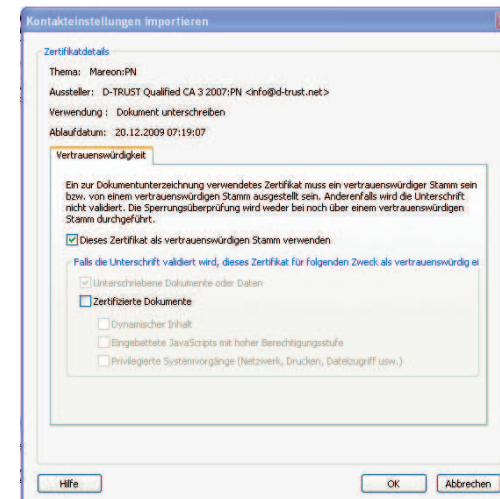 Kontakteinstellungen importieren
Zertifikatdetails
Thema: Mareon:PN
Aussteller: D-TRUST Qualified CA 3 2007:PN <info@d-trust.net>
Verwendung : Dokument unterschreiben
Ablaufdatum: 20.12.2009 07:19:07
Vertrauenswürdigkeit
Ein zur Dokumentunterzeichnung verwendetes Zertifikat muss ein vertrauenswürdiger Stamm sein
bzw. von einem vertrauenswürdigen Stamm ausgestellt sein. Anderenfalls wird die Unterschrift
nicht validiert. Die Sperrungsüberprüfung wird weder bei noch über einem vertrauenswürdigen
Stamm durchgeführt.
Dieses Zertifikat als vertrauenswürdigen Stamm verwenden
Falls die Unterschrift validiert wird, dieses Zertifikat für folgenden Zweck als vertrauenswürdig ei
Unterschriebene Dokumente oder Daten
Zertifizierte Dokumente
Dynamischer Inhalt
Eingebettete JavaScripts mit hoher Berechtigungsstufe
Privilegierte Systemvorgänge (Netzwerk, Drucken, Dateizugriff usw.)
Hilfe
OK
Abbrechen